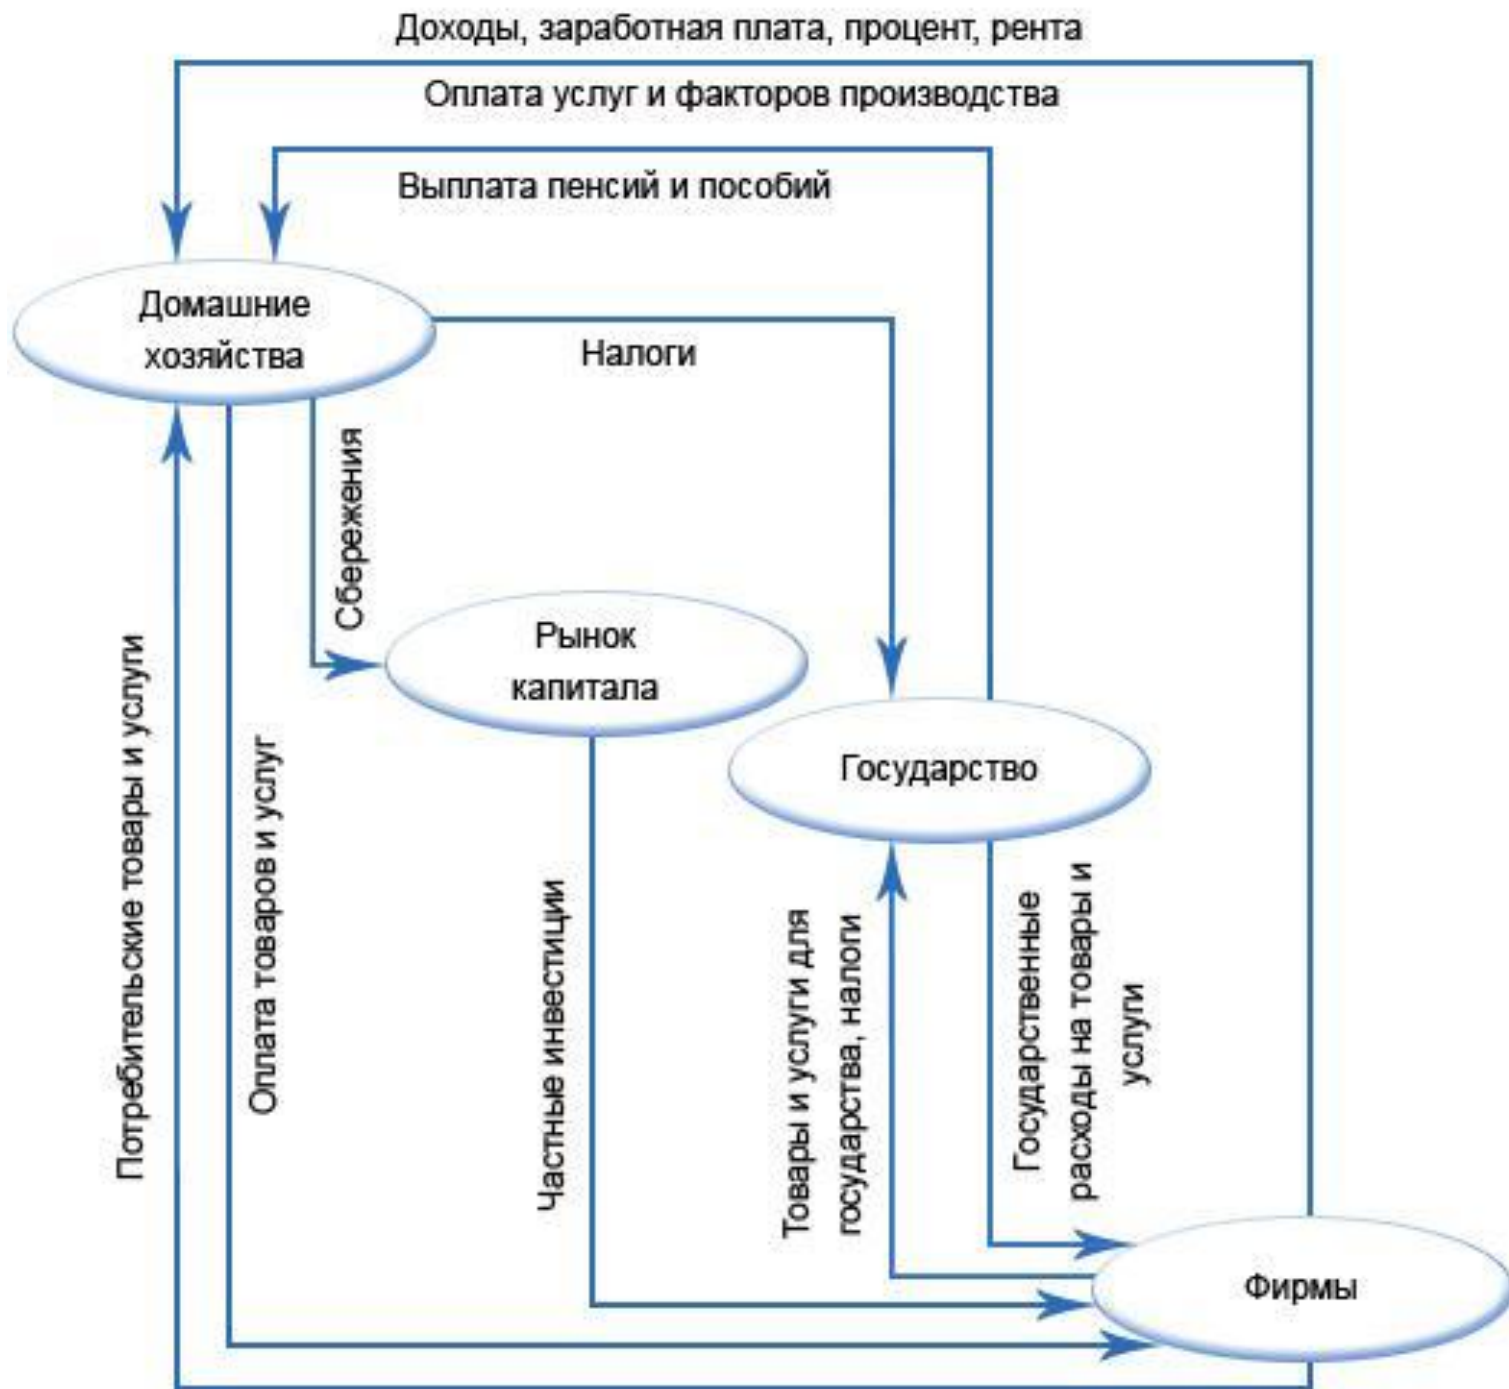 Доходы, заработная плата, процент, рента
Оплата услуг и факторов производства
Выплата пенсий и пособий
Домашние
хозяйства
Налоги
Сбережения
Рынок
капитала
Государство
Потребительские товары и услуги
Оплата товаров и услуг
Частные инвестиции
Товары и услуги для
государства, налоги
Государственные
расходы на товары и
услуги
Фирмы